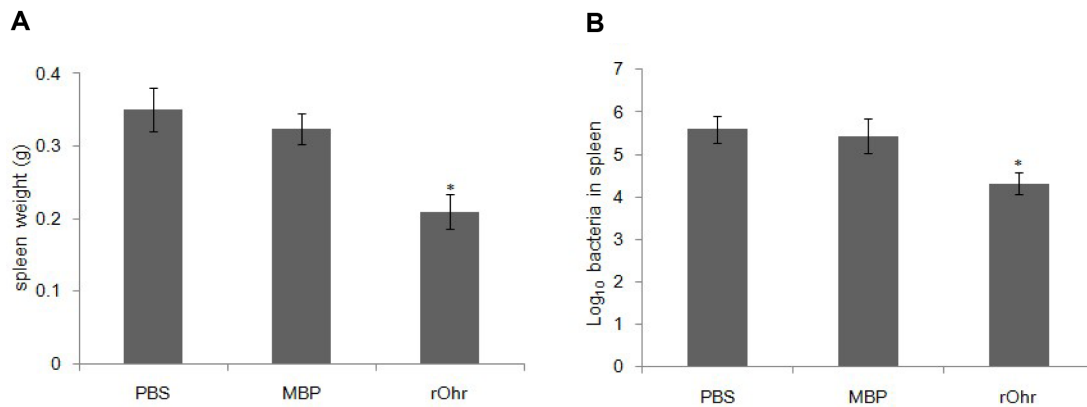 A
spleen weight (g)
0.4
0.3
0.2
0.1
0
*
PBS MBP rOhr
B
Log₁₀ bacteria in spleen
7
6
5
4
3
2
1
0
*
PBS MBP rOhr